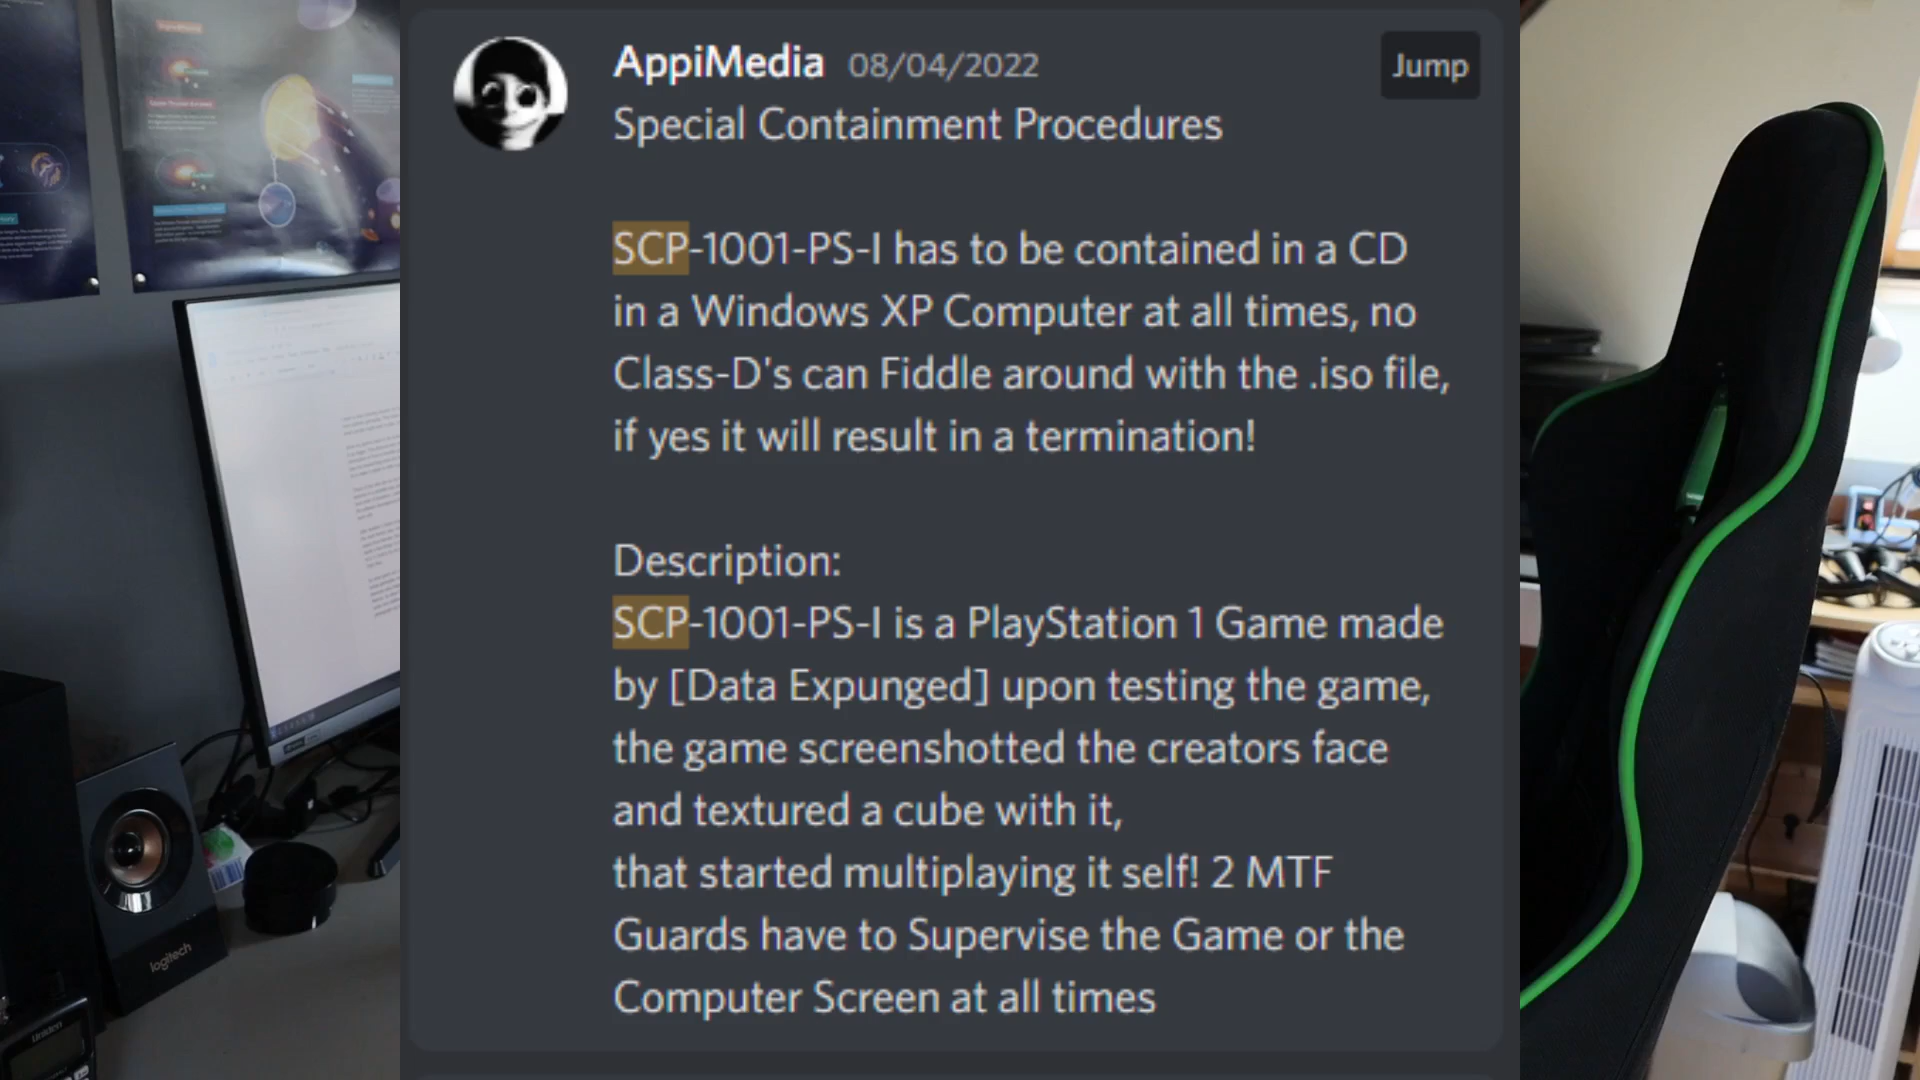 AppiMedia 08/04/2022
Jump
Special Containment Procedures
SCP-1001-PS-I has to be contained in a CD
in a Windows XP Computer at all times, no
Class-D's can Fiddle around with the .iso file,
if yes it will result in a termination!
Description:
SCP-1001-PS-I is a PlayStation 1 Game made
by [Data Expunged] upon testing the game,
the game screenshotted the creators face
and textured a cube with it,
that started multiplaying it self! 2 MTF
Guards have to Supervise the Game or the
Computer Screen at all times
logitech
Uniden